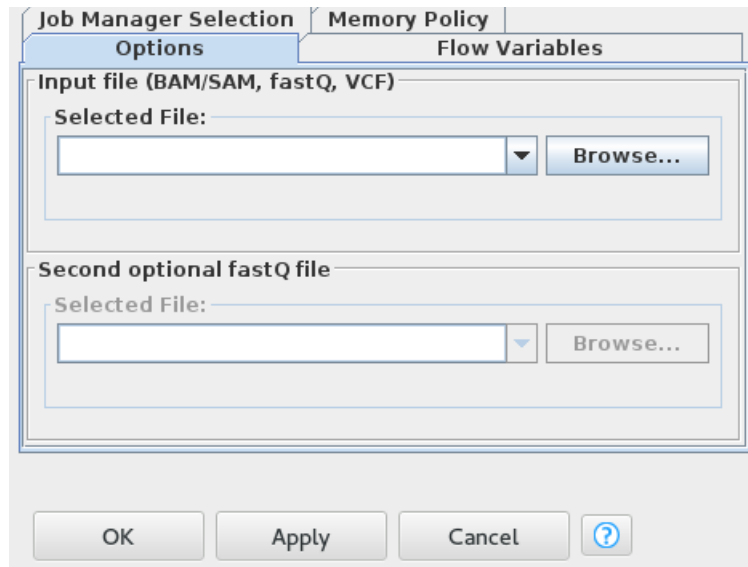 Job Manager Selection Memory Policy
Options Flow Variables
Input file (BAM/SAM, fastQ, VCF)
Selected File:
Browse...
Second optional fastQ file
Selected File:
Browse...
OK Apply Cancel ?